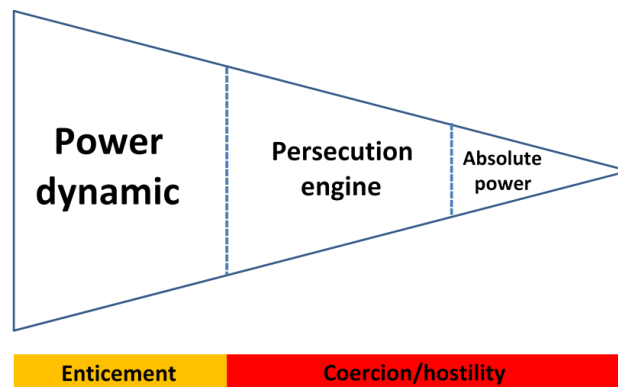 Power
dynamic
Persecution
engine
Absolute
power
Enticement
Coercion/hostility